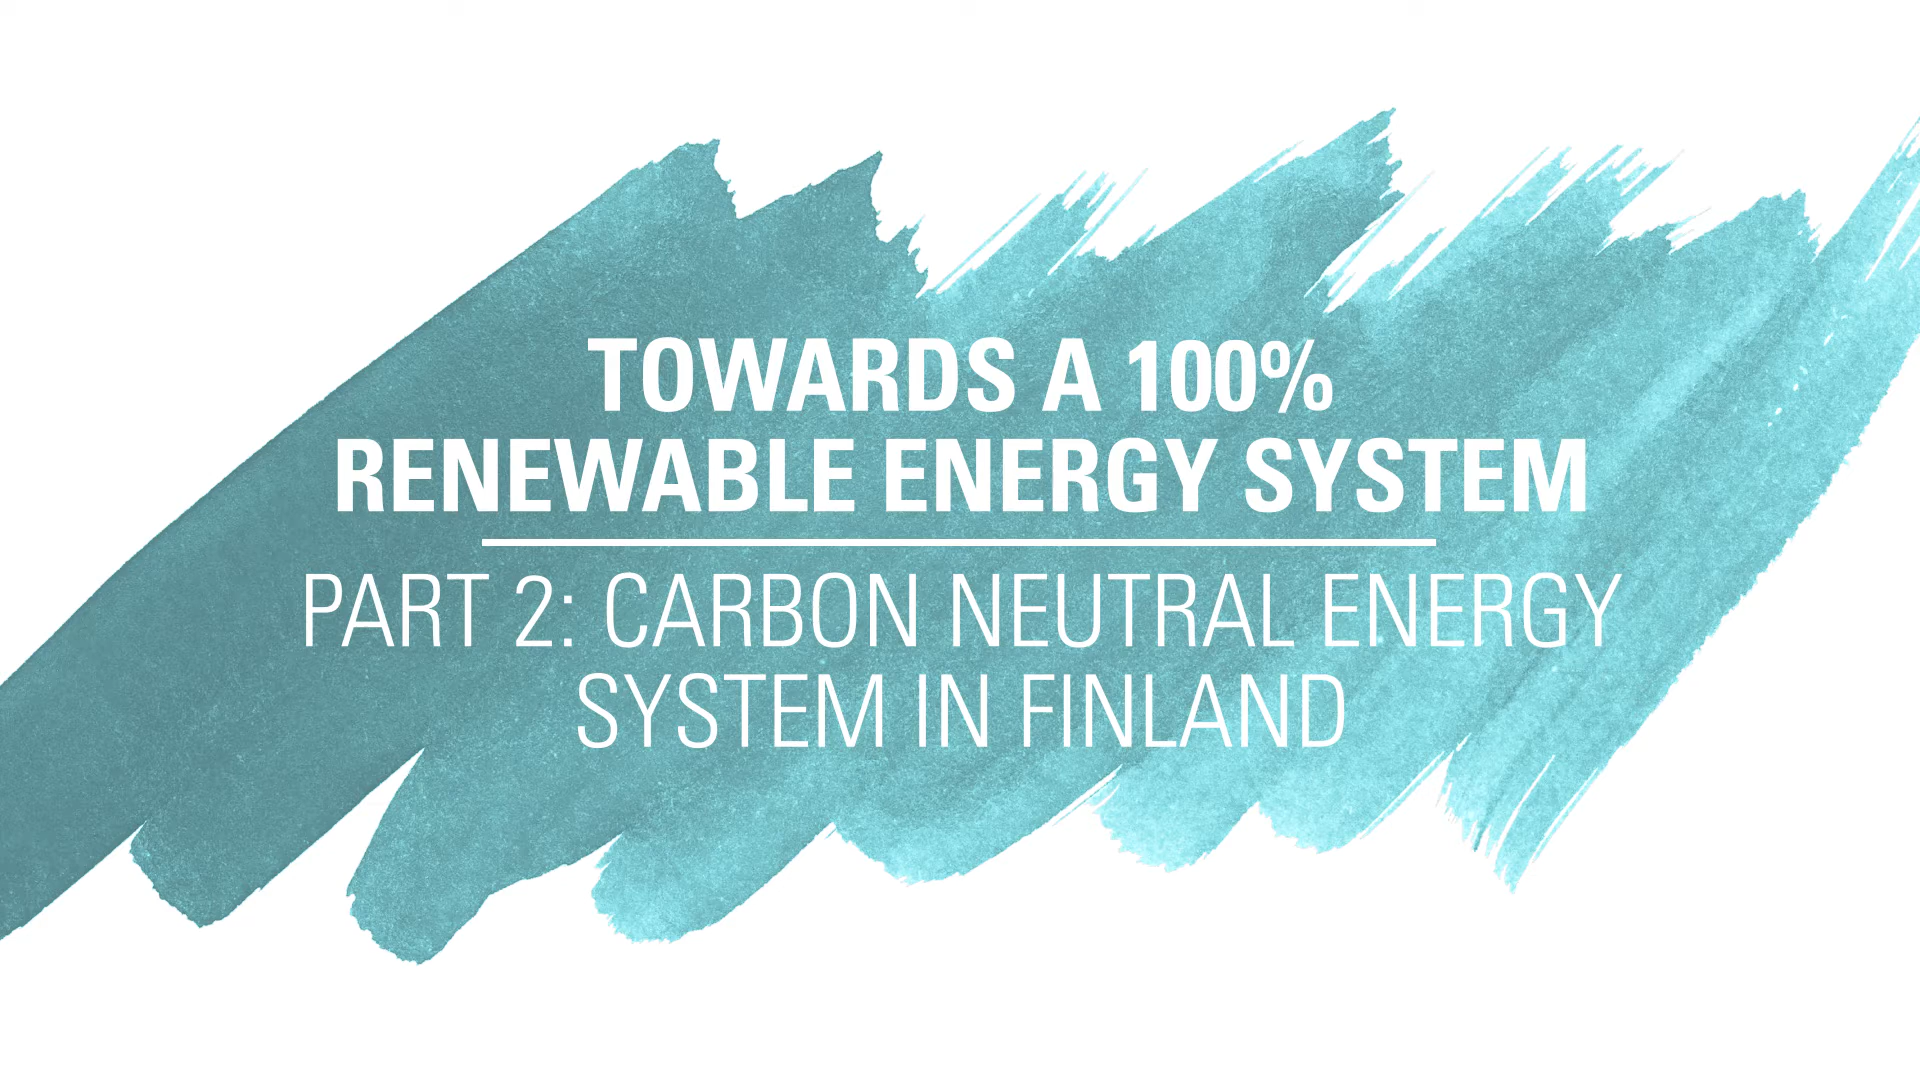 TOWARDS A 100%
RENEWABLE ENERGY SYSTEM
PART 2: CARBON NEUTRAL ENERGY
SYSTEM IN FINLAND